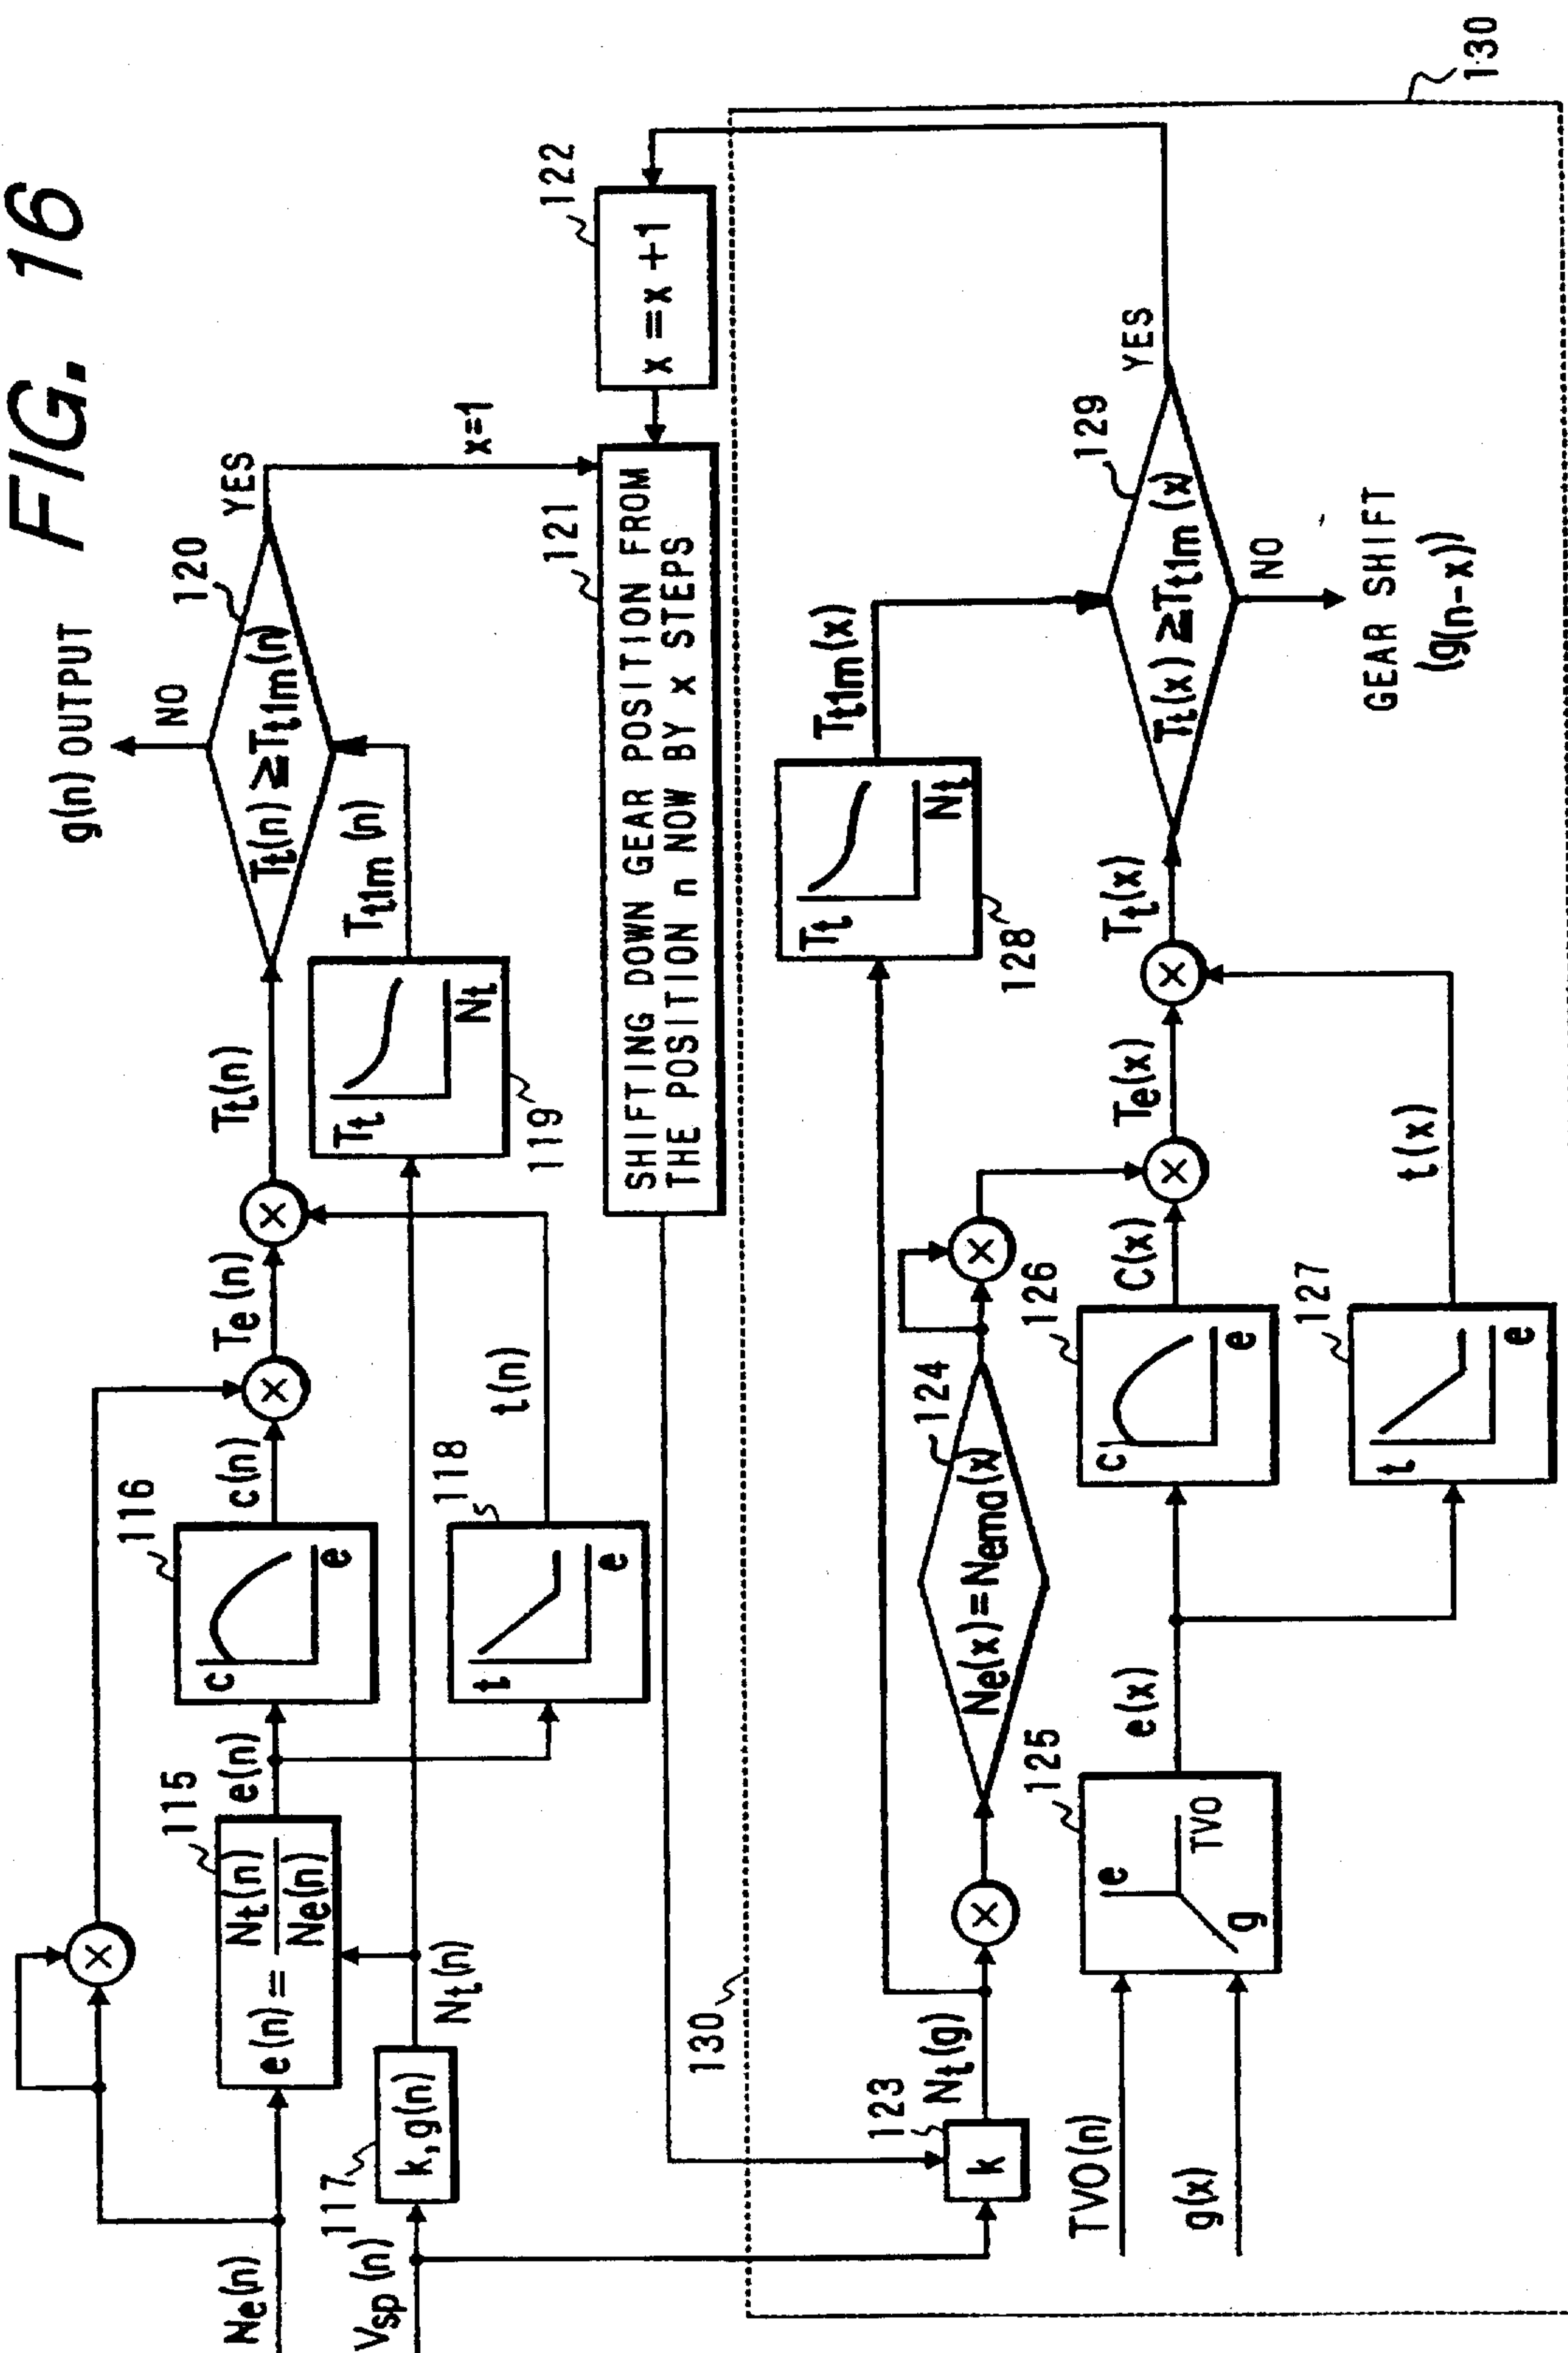 FIG. 16
g(n) OUTPUT
NO
120
YES
Tt(n) ≧ Tt1m(n)
Tt1m(n)
x=1
122
x = x + 1
121
SHIFTING DOWN GEAR POSITION FROM
THE POSITION n NOW BY x STEPS
Ne(n)
115
e(n) = Nt(n) / Ne(n)
e(n)
116
c
e
c(n)
Te(n)
Tt(n)
Vsp(n)
117
k, g(n)
Nt(n)
118
t
e
t(n)
119
Tt
Nt
130
130
123
k
Nt(g)
124
Ne(x) = Nema(x)
128
Tt
Nt
Tt1m(x)
TVO(n)
g(x)
125
e
TVO
g
e(x)
126
c
e
C(x)
Te(x)
Tt(x)
127
t
e
t(x)
129
Tt(x) ≧ Tt1m(x)
YES
NO
GEAR SHIFT
(g(n-x))